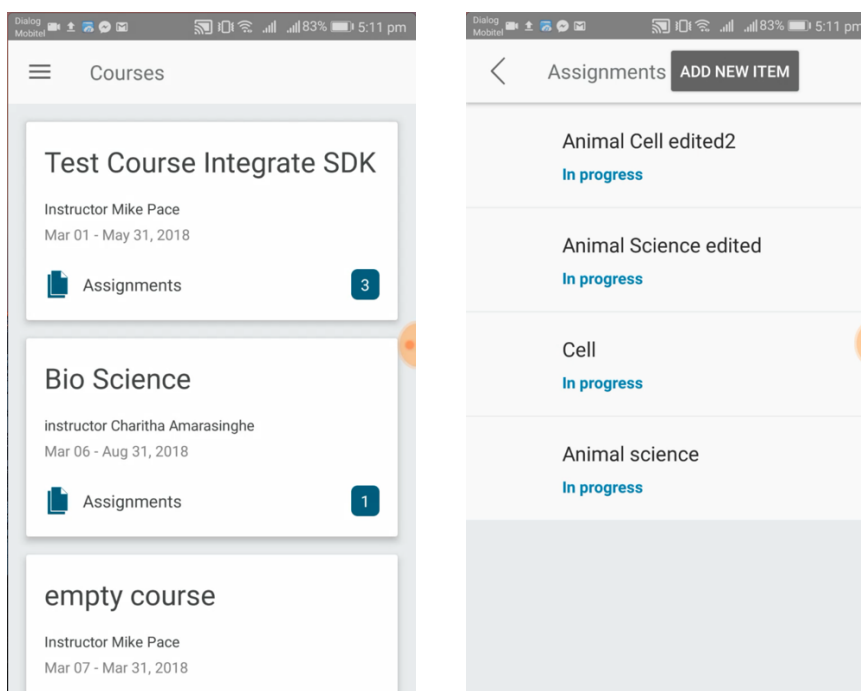 Dialog
Mobitel
83% 5:11 pm
Courses
Test Course Integrate SDK
Instructor Mike Pace
Mar 01 - May 31, 2018
Assignments
3
Bio Science
instructor Charitha Amarasinghe
Mar 06 - Aug 31, 2018
Assignments
1
empty course
Instructor Mike Pace
Mar 07 - Mar 31, 2018
Dialog
Mobitel
83% 5:11 pm
Assignments ADD NEW ITEM
Animal Cell edited2
In progress
Animal Science edited
In progress
Cell
In progress
Animal science
In progress